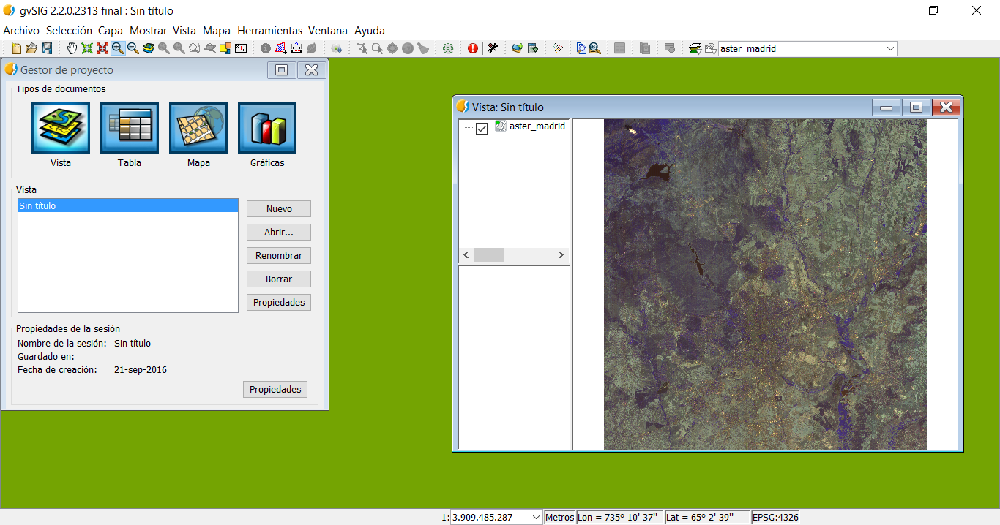 gvSIG 2.2.0.2313 final : Sin título
Archivo Selección Capa Mostrar Vista Mapa Herramientas Ventana Ayuda
aster_madrid
Gestor de proyecto
Tipos de documentos
Vista Tabla Mapa Gráficas
Vista
Sin título
Nuevo
Abrir...
Renombrar
Borrar
Propiedades
Propiedades de la sesión
Nombre de la sesión: Sin título
Guardado en:
Fecha de creación: 21-sep-2016
Propiedades
Vista: Sin título
aster_madrid
1: 3.909.485.287 Metros Lon = 735º 10' 37'' Lat = 65º 2' 39'' EPSG:4326